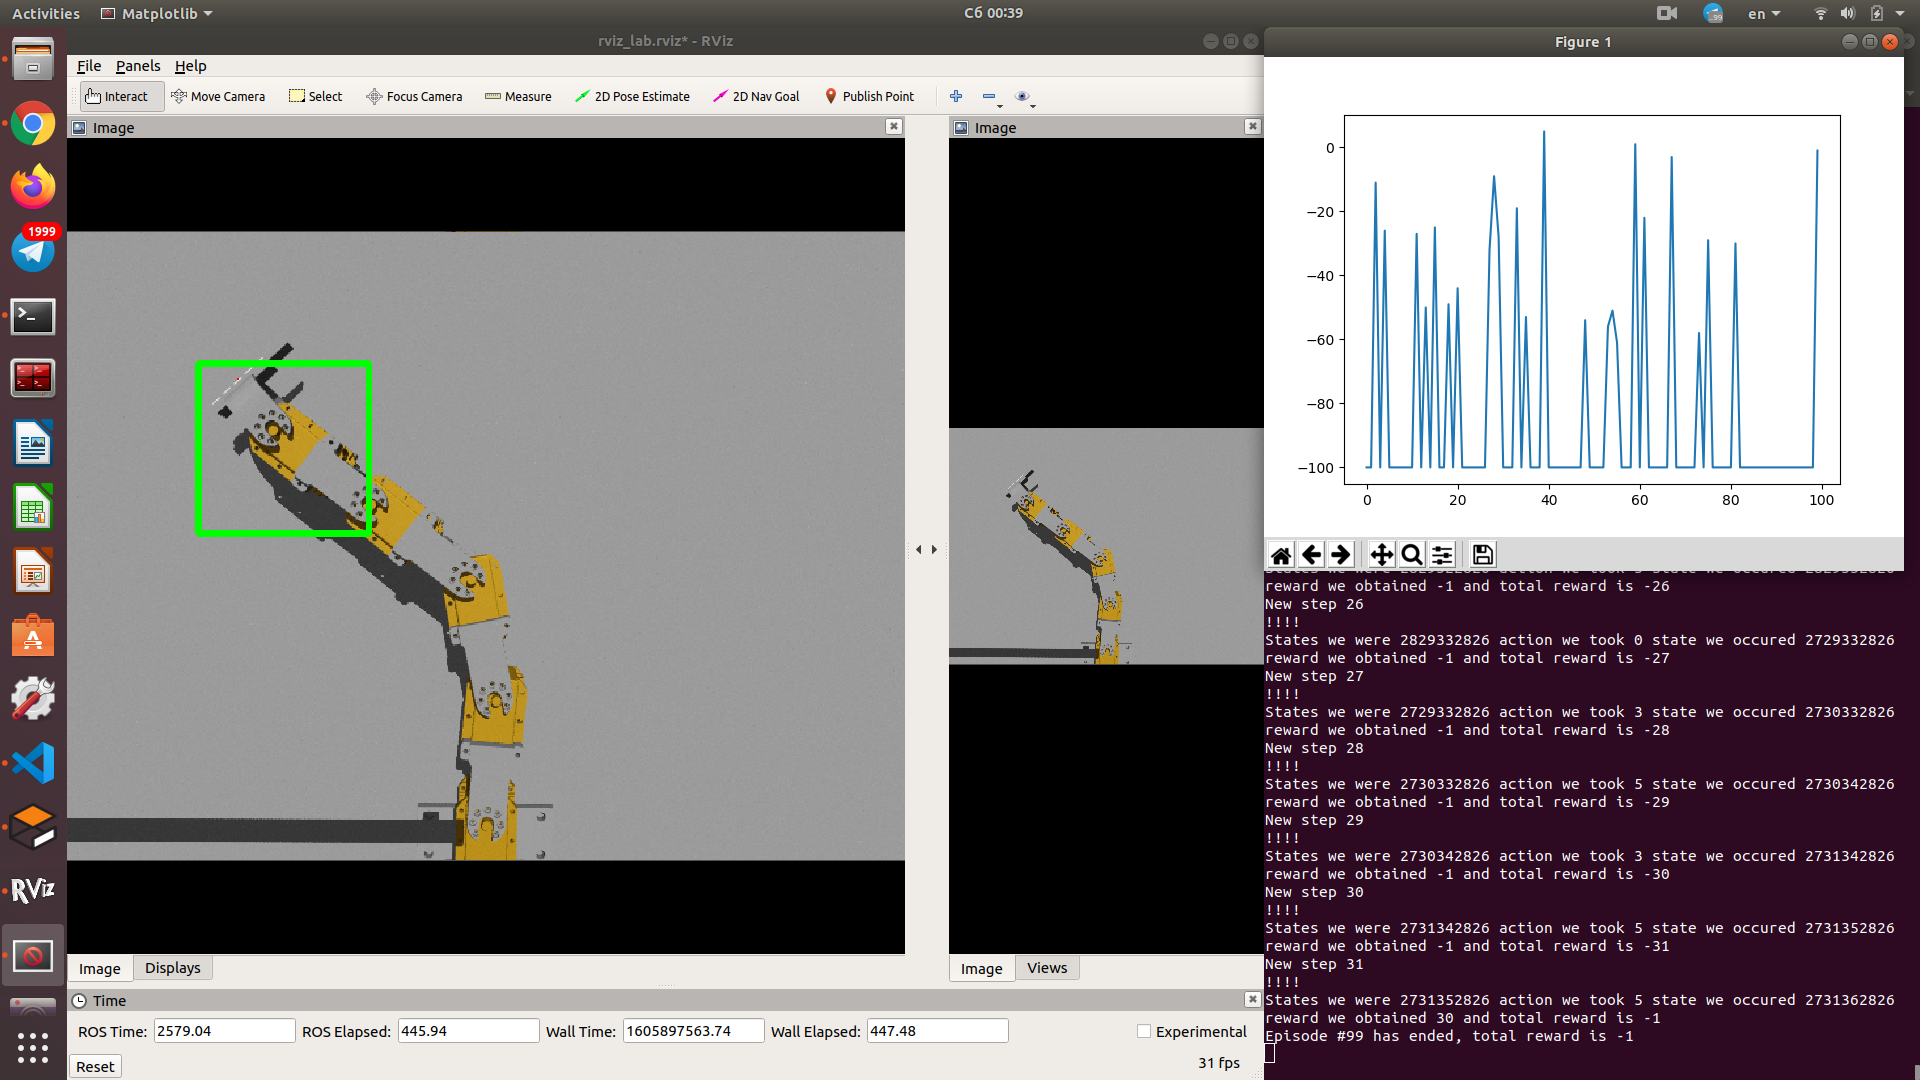 Activities Matplotlib Сб 00:39 99 en
rviz_lab.rviz* - RViz
File Panels Help
Interact Move Camera Select Focus Camera Measure 2D Pose Estimate 2D Nav Goal Publish Point
Image
Image
1999
RViz
Image Displays
Image Views
Time
ROS Time: 2579.04 ROS Elapsed: 445.94 Wall Time: 1605897563.74 Wall Elapsed: 447.48 Experimental
Reset 31 fps
Figure 1
0
−20
−40
−60
−80
−100
0 20 40 60 80 100
reward we obtained -1 and total reward is -26
New step 26
!!!!
States we were 2829332826 action we took 0 state we occured 2729332826
reward we obtained -1 and total reward is -27
New step 27
!!!!
States we were 2729332826 action we took 3 state we occured 2730332826
reward we obtained -1 and total reward is -28
New step 28
!!!!
States we were 2730332826 action we took 5 state we occured 2730342826
reward we obtained -1 and total reward is -29
New step 29
!!!!
States we were 2730342826 action we took 3 state we occured 2731342826
reward we obtained -1 and total reward is -30
New step 30
!!!!
States we were 2731342826 action we took 5 state we occured 2731352826
reward we obtained -1 and total reward is -31
New step 31
!!!!
States we were 2731352826 action we took 5 state we occured 2731362826
reward we obtained 30 and total reward is -1
Episode #99 has ended, total reward is -1